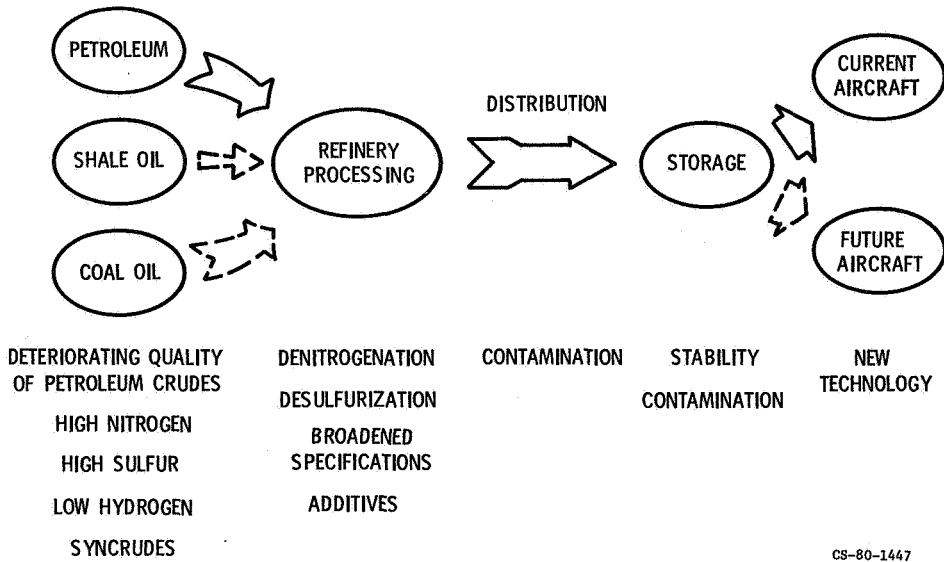 PETROLEUM
SHALE OIL
COAL OIL
REFINERY
PROCESSING
DISTRIBUTION
STORAGE
CURRENT
AIRCRAFT
FUTURE
AIRCRAFT
DETERIORATING QUALITY
OF PETROLEUM CRUDES
HIGH NITROGEN
HIGH SULFUR
LOW HYDROGEN
SYNCRUDES
DENITROGENATION
DESULFURIZATION
BROADENED
SPECIFICATIONS
ADDITIVES
CONTAMINATION
STABILITY
CONTAMINATION
NEW
TECHNOLOGY
CS-80-1447